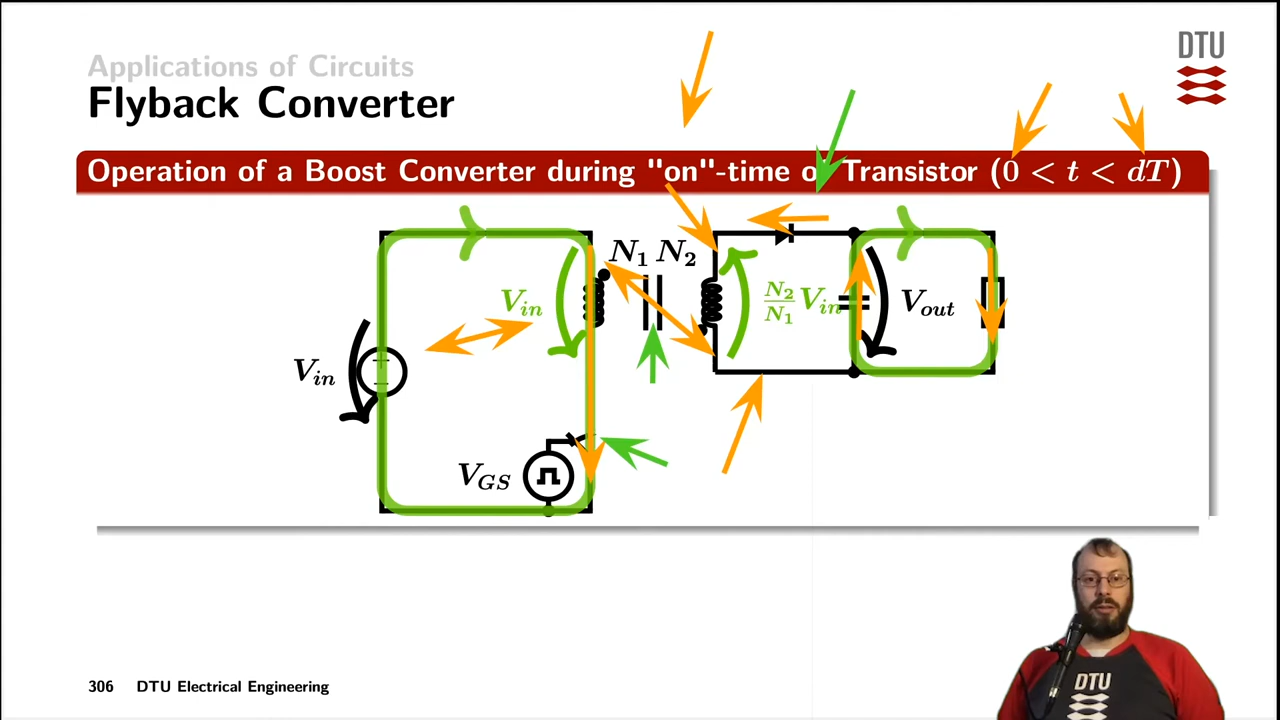 Applications of Circuits
Flyback Converter
DTU
Operation of a Boost Converter during "on"-time of Transistor (0 < t < dT)
N1 N2
Vin
N2/N1 Vin
Vout
Vin
VGS
DTU
306 DTU Electrical Engineering